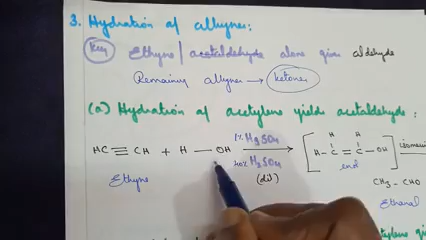 3. Hydration of alkynes:
Key Ethyne / acetaldehyde alone gives aldehyde
Remaining alkynes → ketones
(a) Hydration of acetylene yields acetaldehyde:
H H
HC ≡ CH + H — OH 1% HgSO4 → [ H - C = C - OH ] isomeri
40% H2SO4 enol
Ethyne (dil) CH3 - CHO
Ethanal